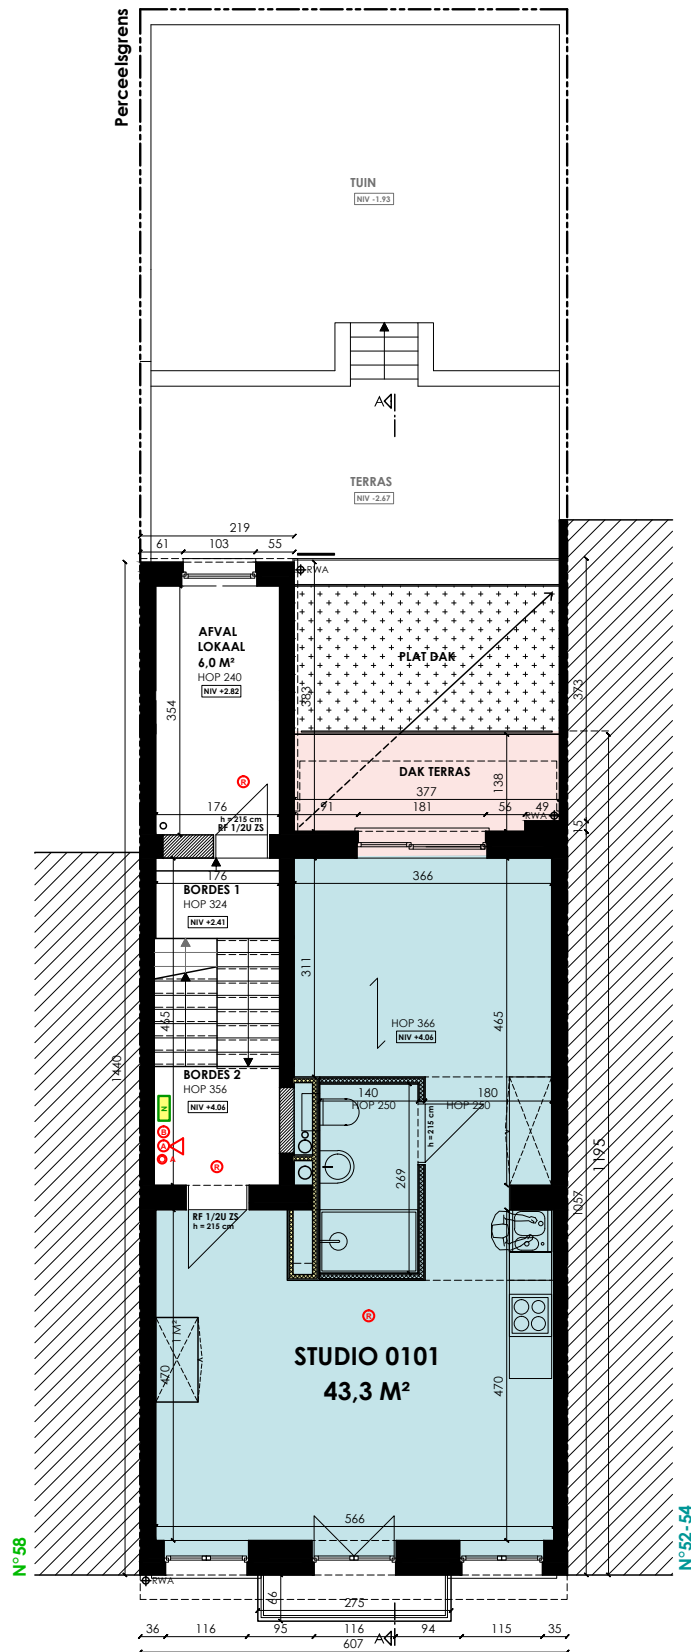 Perceelsgrens
TUIN
NIV -1.93
A
TERRAS
NIV -2.67
219
61 103 55
RWA
AFVAL
LOKAAL
6,0 M²
HOP 240
NIV +2.82
PLAT DAK
354
383
373
R
DAK TERRAS
138
377
176
91 181 56 49
h = 215 cm
RF 1/2U ZS
RWA
15
176
366
BORDES 1
HOP 324
NIV +2.41
311
465
465
HOP 366
NIV +4.06
1440
BORDES 2
HOP 356
NIV +4.06
140
180
HOP 250
HOP 250
h = 215 cm
N
B
A
A
R
269
1195
1057
RF 1/2U ZS
h = 215 cm
R
1 M²
STUDIO 0101
43,3 M²
470
470
566
N°58
N°52-54
RWA
66
275
36 116 95 116 94 115 35
A
607